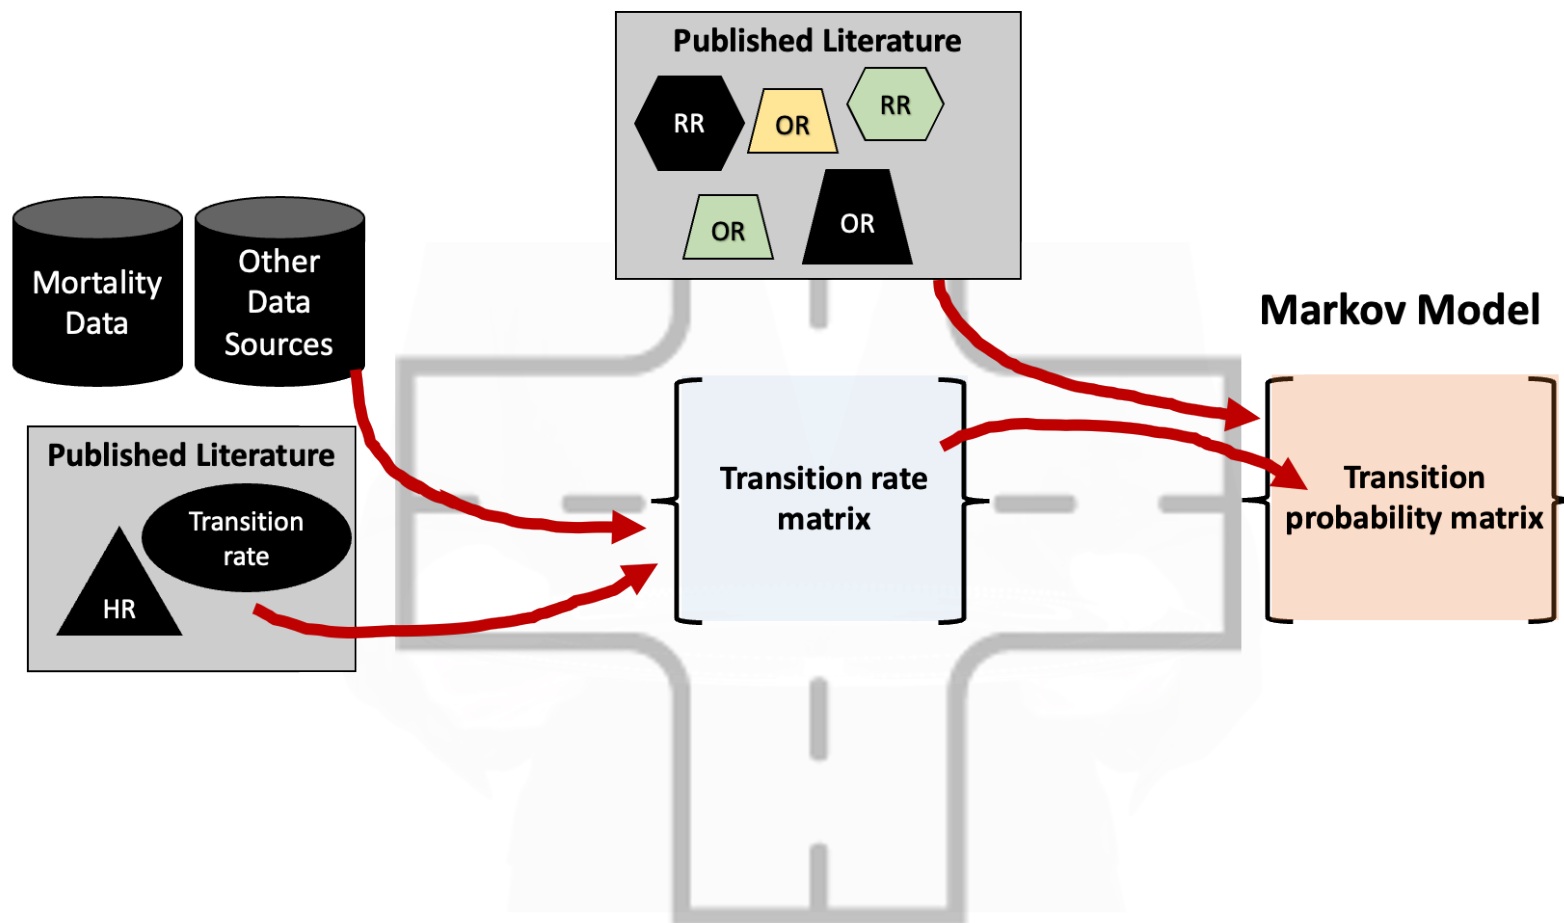 Published Literature
RR
OR
RR
OR
OR
Mortality
Data
Other
Data
Sources
Markov Model
Published Literature
Transition
rate
HR
Transition rate
matrix
Transition
probability matrix